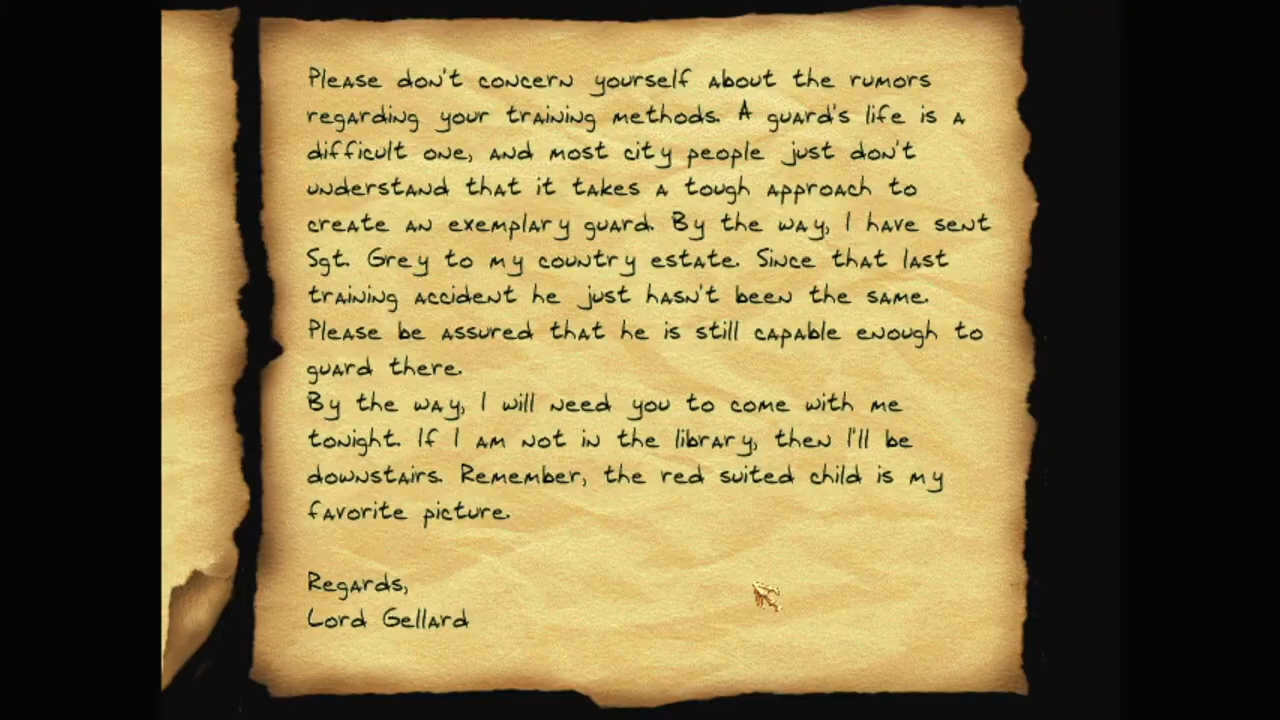 Please don't concern yourself about the rumors
regarding your training methods. A guard's life is a
difficult one, and most city people just don't
understand that it takes a tough approach to
create an exemplary guard. By the way, I have sent
Sgt. Grey to my country estate. Since that last
training accident he just hasn't been the same.
Please be assured that he is still capable enough to
guard there.
By the way, I will need you to come with me
tonight. If I am not in the library, then I'll be
downstairs. Remember, the red suited child is my
favorite picture.
Regards,
Lord Gellard